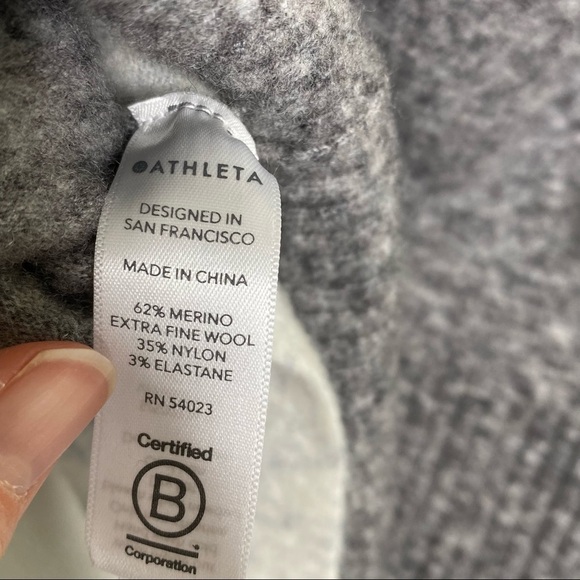 ATHLETA
DESIGNED IN
SAN FRANCISCO
MADE IN CHINA
62% MERINO
EXTRA FINE WOOL
35% NYLON
3% ELASTANE
RN 54023
Certified
B
Corporation